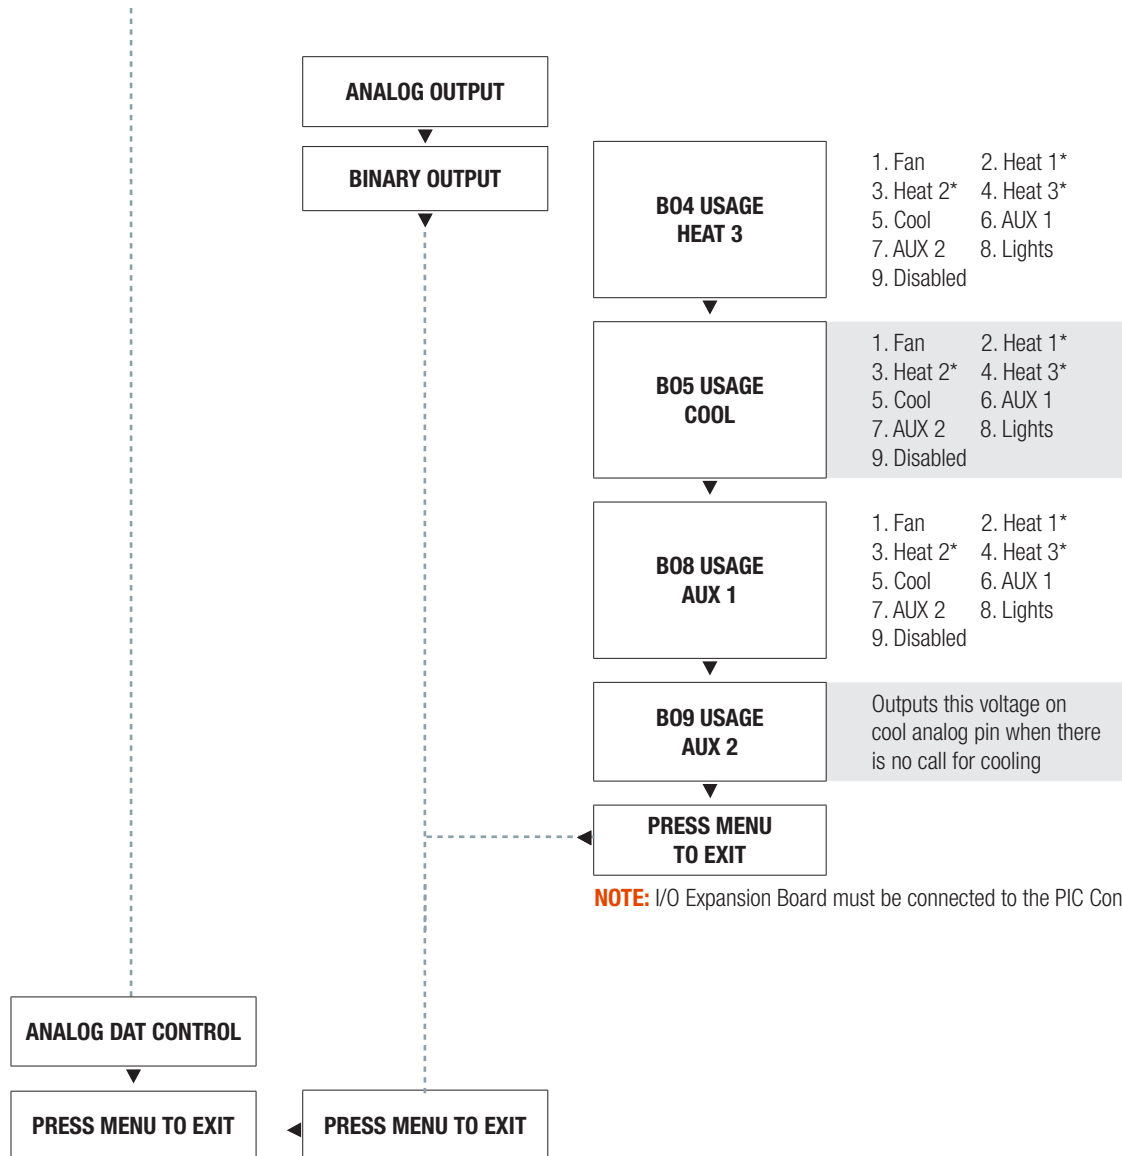 ANALOG OUTPUT
BINARY OUTPUT
BO4 USAGE
HEAT 3
1. Fan 2. Heat 1*
3. Heat 2* 4. Heat 3*
5. Cool 6. AUX 1
7. AUX 2 8. Lights
9. Disabled
BO5 USAGE
COOL
1. Fan 2. Heat 1*
3. Heat 2* 4. Heat 3*
5. Cool 6. AUX 1
7. AUX 2 8. Lights
9. Disabled
BO8 USAGE
AUX 1
1. Fan 2. Heat 1*
3. Heat 2* 4. Heat 3*
5. Cool 6. AUX 1
7. AUX 2 8. Lights
9. Disabled
BO9 USAGE
AUX 2
Outputs this voltage on
cool analog pin when there
is no call for cooling
PRESS MENU
TO EXIT
NOTE: I/O Expansion Board must be connected to the PIC Con
ANALOG DAT CONTROL
PRESS MENU TO EXIT
PRESS MENU TO EXIT